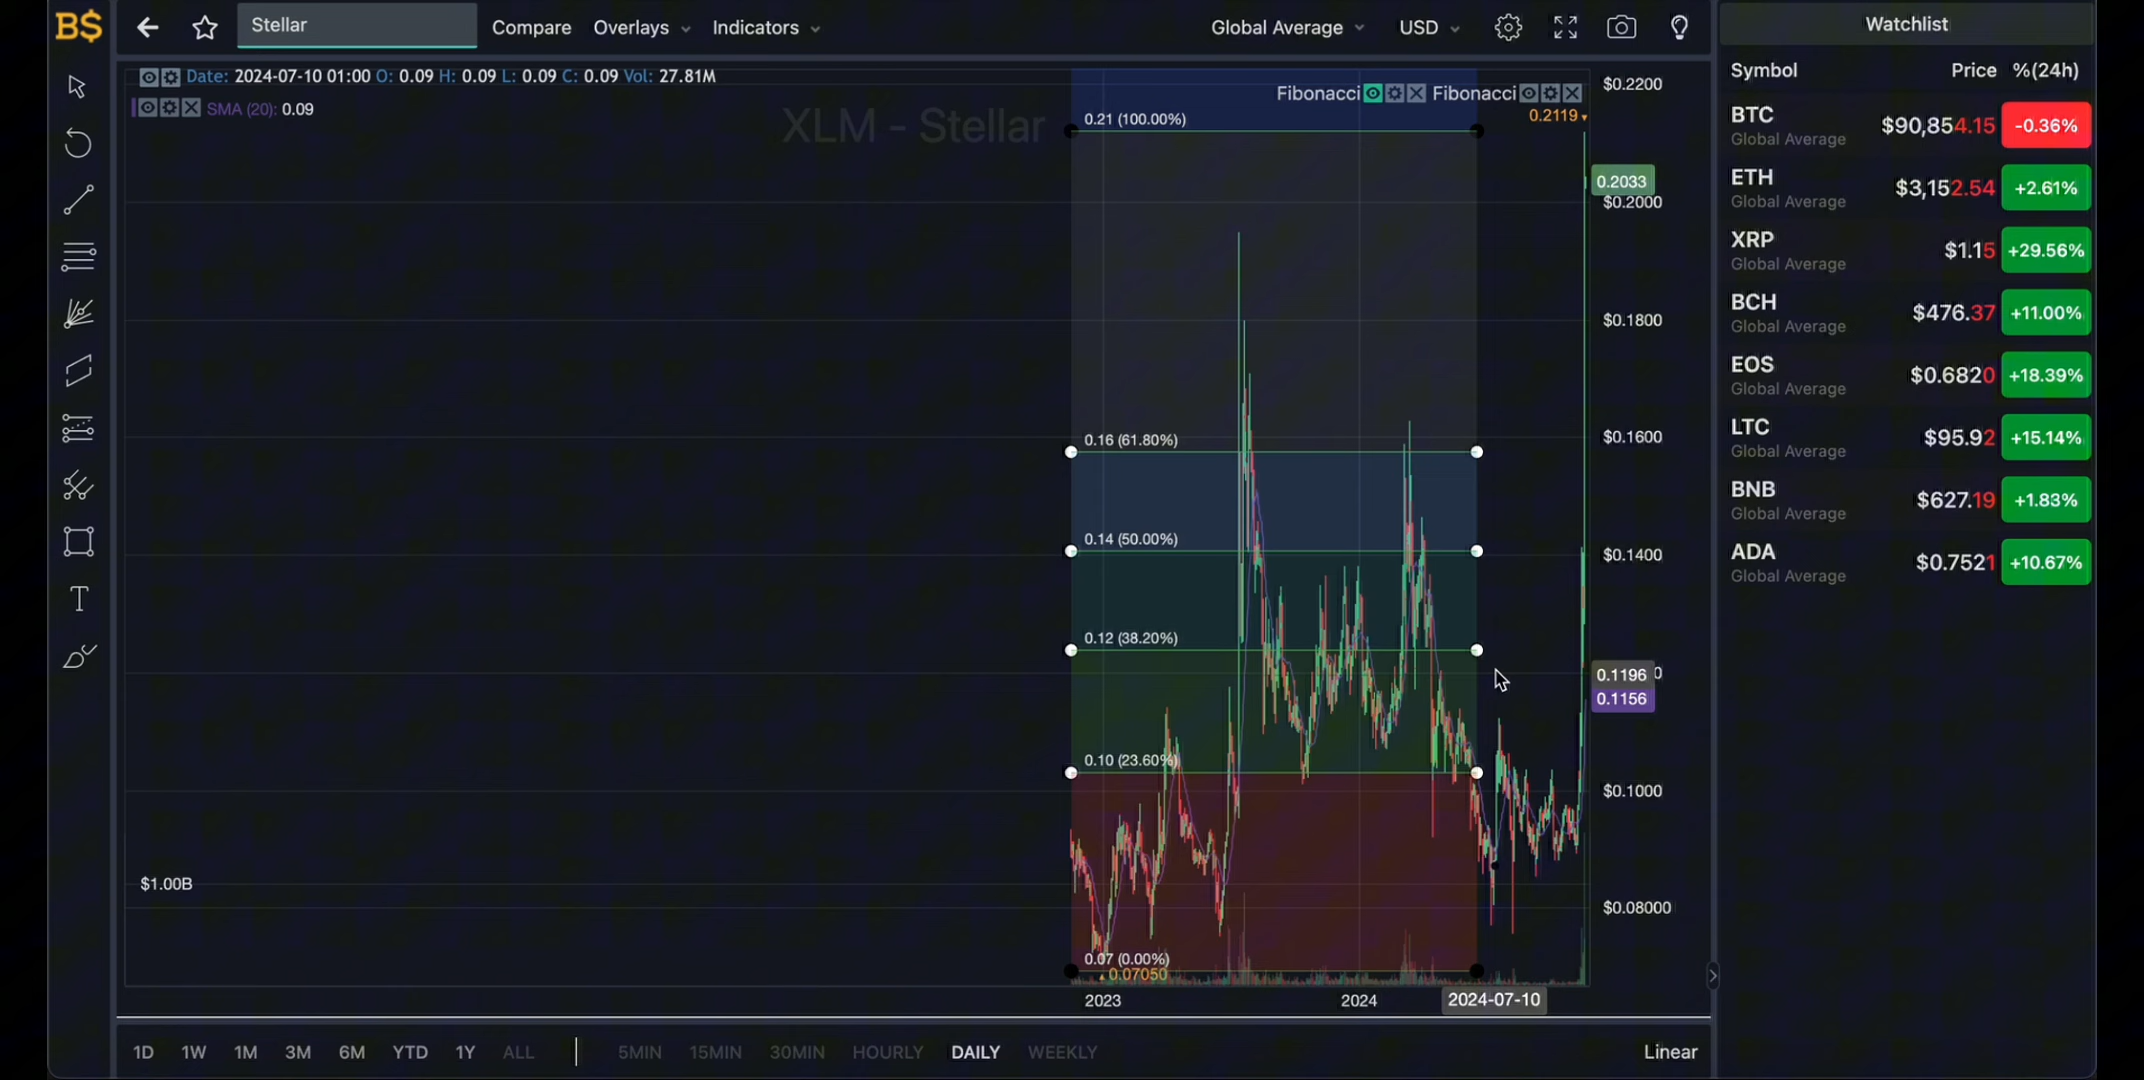 B$
Stellar
Compare
Overlays
Indicators
Global Average
USD
Date: 2024-07-10 01:00 O: 0.09 H: 0.09 L: 0.09 C: 0.09 Vol: 27.81M
SMA (20): 0.09
XLM - Stellar
Fibonacci
Fibonacci
0.2119
0.21 (100.00%)
0.16 (61.80%)
0.14 (50.00%)
0.12 (38.20%)
0.10 (23.60%)
0.07 (0.00%)
0.07050
$0.2200
0.2033
$0.2000
$0.1800
$0.1600
$0.1400
0.1196
0
0.1156
$0.1000
$0.08000
$1.00B
2023
2024
2024-07-10
1D 1W 1M 3M 6M YTD 1Y ALL
5MIN 15MIN 30MIN HOURLY DAILY WEEKLY
Linear
Watchlist
Symbol Price %(24h)
BTC $90,854.15 -0.36%
Global Average
ETH $3,152.54 +2.61%
Global Average
XRP $1.15 +29.56%
Global Average
BCH $476.37 +11.00%
Global Average
EOS $0.6820 +18.39%
Global Average
LTC $95.92 +15.14%
Global Average
BNB $627.19 +1.83%
Global Average
ADA $0.7521 +10.67%
Global Average